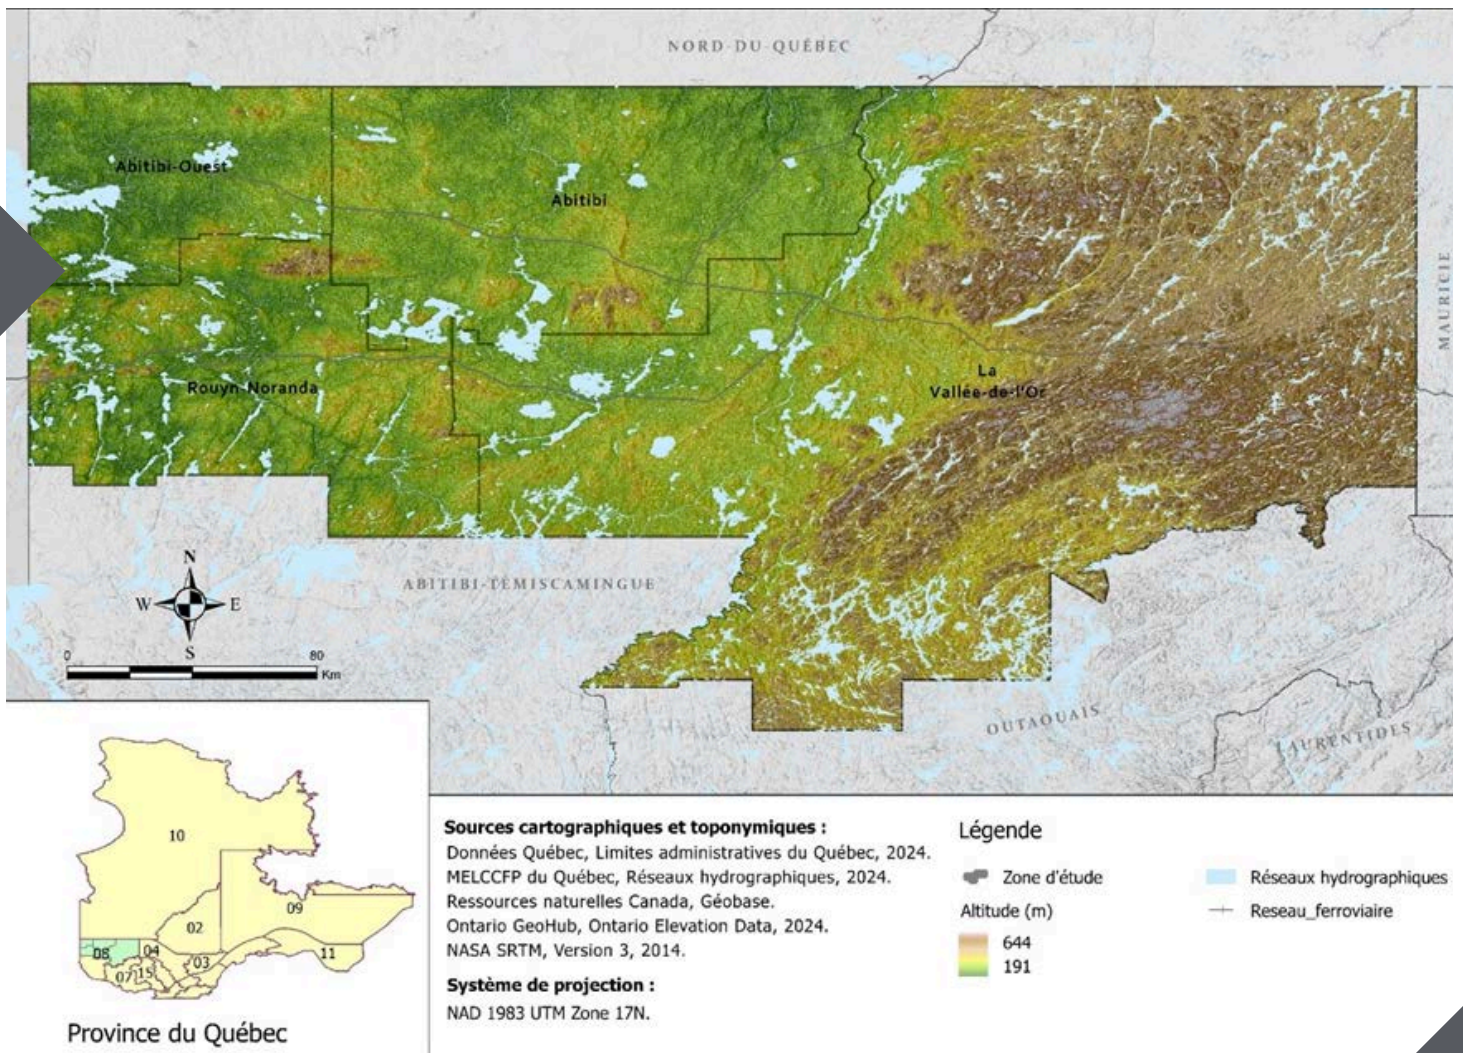 NORD-DU-QUÉBEC
Abitibi-Ouest
Abitibi
MAURICIE
La
Vallée-de-l'Or
Rouyn-Noranda
ABITIBI-TÉMISCAMINGUE
N
W E
S
0 80
Km
OUTAOUAIS
LAURENTIDES
10
09
02
08
04
03
11
07
15
Province du Québec
Sources cartographiques et toponymiques :
Données Québec, Limites administratives du Québec, 2024.
MELCCFP du Québec, Réseaux hydrographiques, 2024.
Ressources naturelles Canada, Géobase.
Ontario GeoHub, Ontario Elevation Data, 2024.
NASA SRTM, Version 3, 2014.
Système de projection :
NAD 1983 UTM Zone 17N.
Légende
Zone d'étude
Altitude (m)
644
191
Réseaux hydrographiques
Reseau_ferroviaire